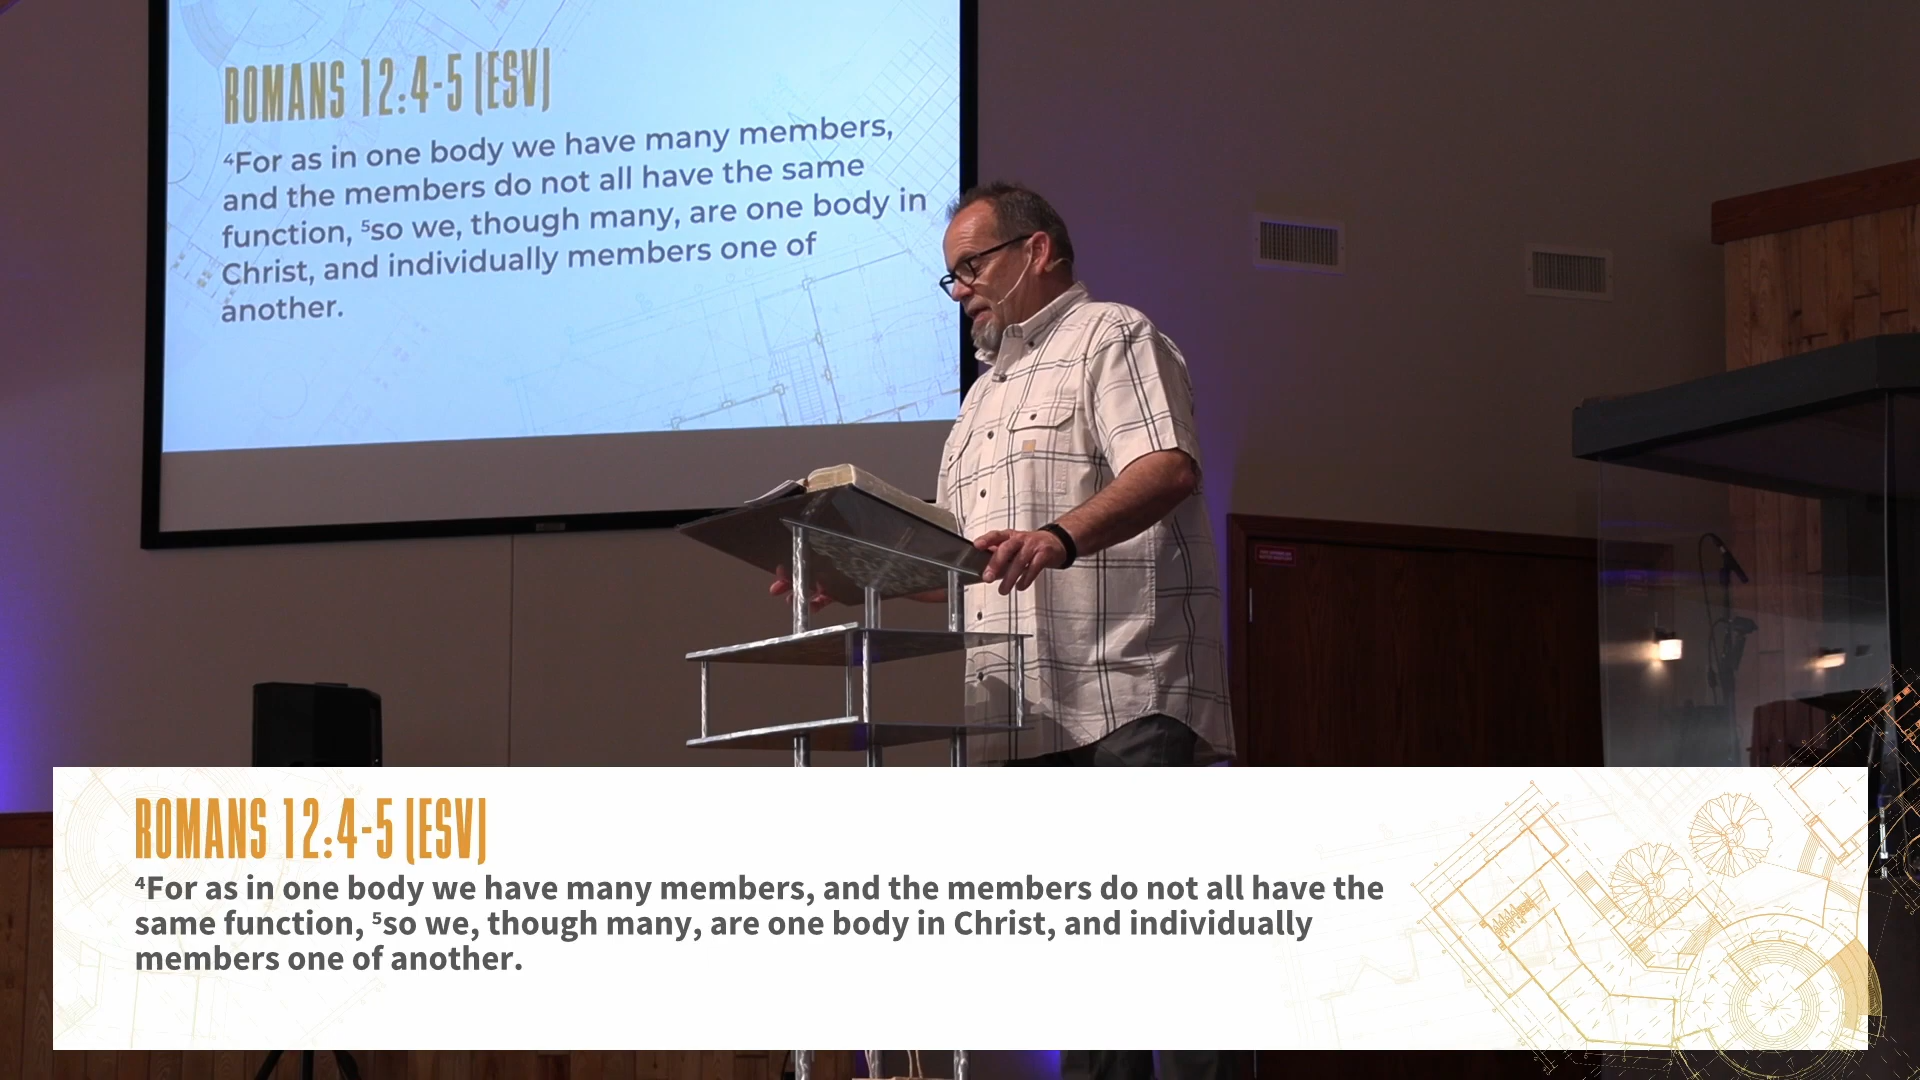 ROMANS 12:4-5 (ESV)
⁴For as in one body we have many members,
and the members do not all have the same
function, ⁵so we, though many, are one body in
Christ, and individually members one of
another.
ROMANS 12:4-5 (ESV)
⁴For as in one body we have many members, and the members do not all have the
same function, ⁵so we, though many, are one body in Christ, and individually
members one of another.